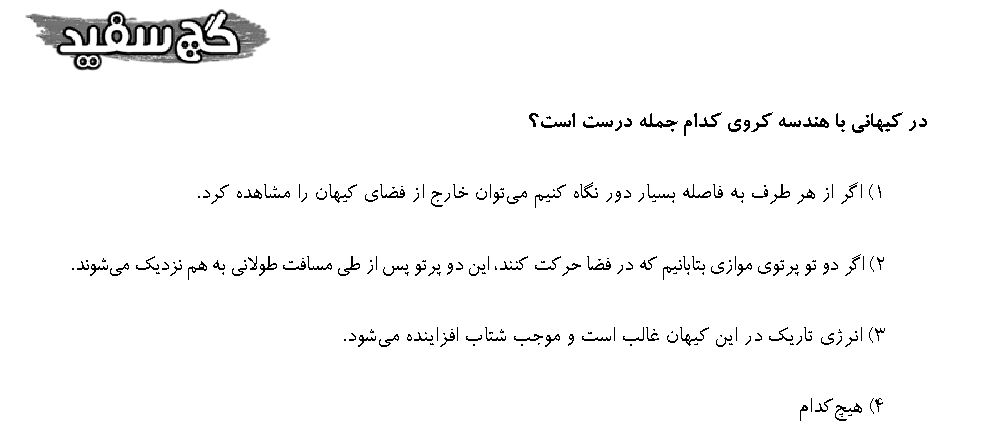 گچ سفید
در کیهانی با هندسه کروی کدام جمله درست است؟
۱) اگر از هر طرف به فاصله بسیار دور نگاه کنیم می‌توان خارج از فضای کیهان را مشاهده کرد.
۲) اگر دو تو پرتوی موازی بتابانیم که در فضا حرکت کنند، این دو پرتو پس از طی مسافت طولانی به هم نزدیک می‌شوند.
۳) انرژی تاریک در این کیهان غالب است و موجب شتاب افزاینده می‌شود.
۴) هیچ‌کدام